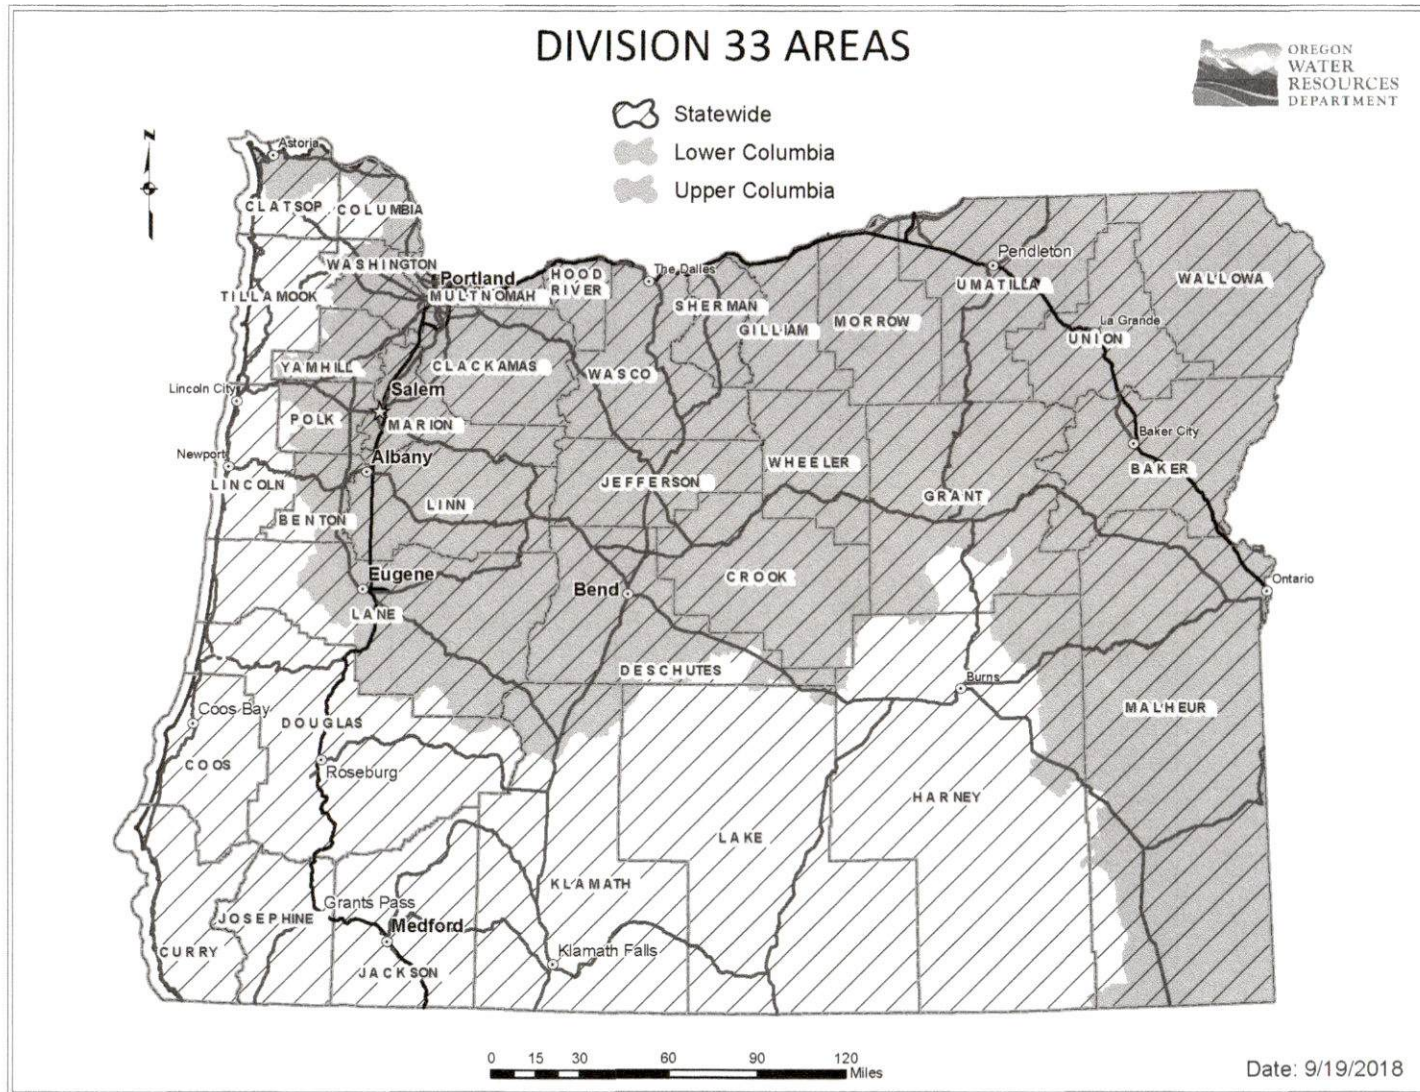 DIVISION 33 AREAS
OREGON
WATER
RESOURCES
DEPARTMENT
Statewide
Lower Columbia
Upper Columbia
N
Astoria
CLATSOP
COLUMBIA
WASHINGTON
Portland
MULTNOMAH
HOOD
RIVER
The Dalles
Pendleton
UMATILLA
WALLOWA
TILLAMOOK
SHERMAN
GILLIAM
MORROW
La Grande
UNION
YAMHILL
CLACKAMAS
WASCO
Lincoln City
Salem
POLK
MARION
Baker City
Newport
Albany
WHEELER
BAKER
LINCOLN
JEFFERSON
BENTON
LINN
GRANT
Eugene
Bend
CROOK
Ontario
LANE
DESCHUTES
Burns
MALHEUR
Coos Bay
DOUGLAS
COOS
Roseburg
HARNEY
LAKE
KLAMATH
Grants Pass
JOSEPHINE
Medford
CURRY
Klamath Falls
JACKSON
0 15 30 60 90 120
Miles
Date: 9/19/2018